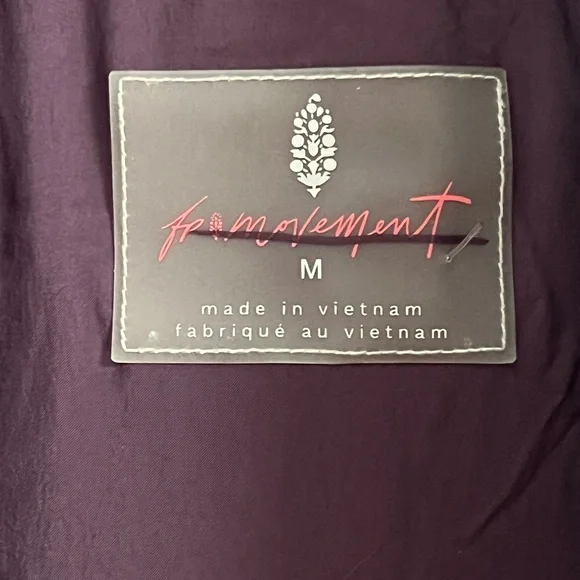 fp movement
M
made in vietnam
fabriqué au vietnam